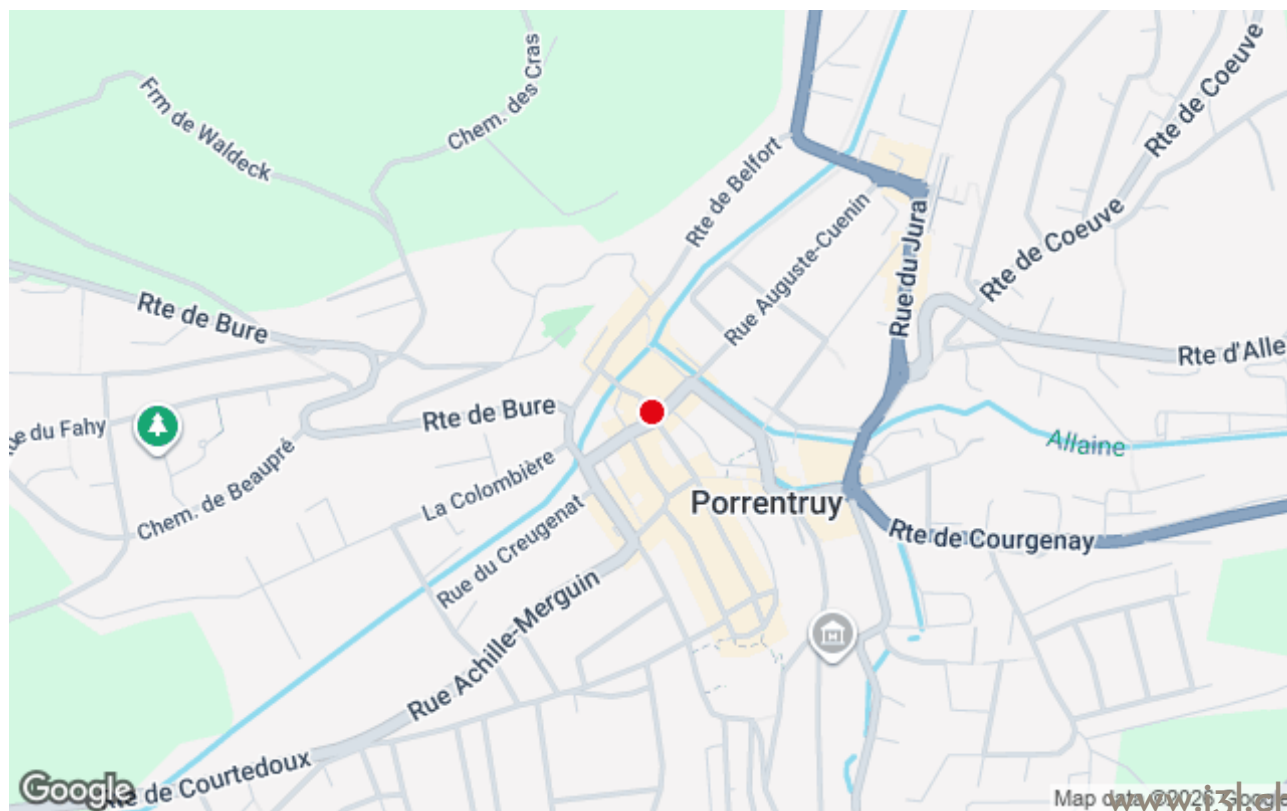 Frm de Waldeck
Chem. des Cras
Rte de Belfort
Rte de Coeuve
Rte de Coeuve
Rue Auguste-Cuenin
Rue du Jura
Rte de Bure
Rte d'Alle
Rte de Bure
du Fahy
Allaine
Chem. de Beaupré
La Colombière
Porrentruy
Rue du Creugenat
Rte de Courgenay
Rue Achille-Merguin
de Courtedoux
Google
Map data ©2026